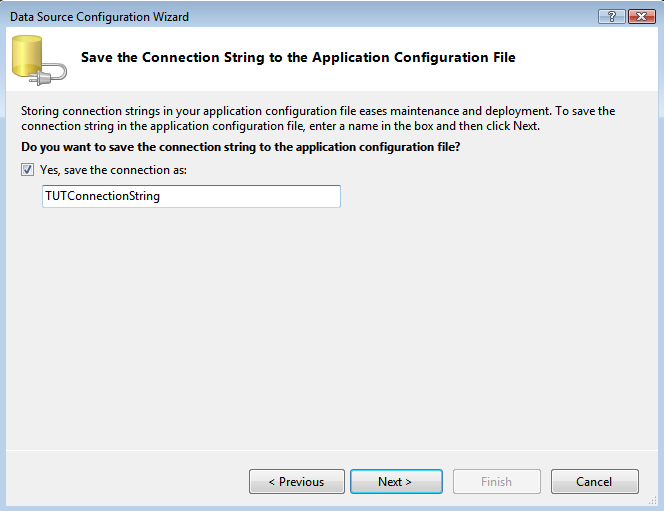 Data Source Configuration Wizard
?
Save the Connection String to the Application Configuration File
Storing connection strings in your application configuration file eases maintenance and deployment. To save the
connection string in the application configuration file, enter a name in the box and then click Next.
Do you want to save the connection string to the application configuration file?
Yes, save the connection as:
TUTConnectionString
< Previous
Next >
Finish
Cancel